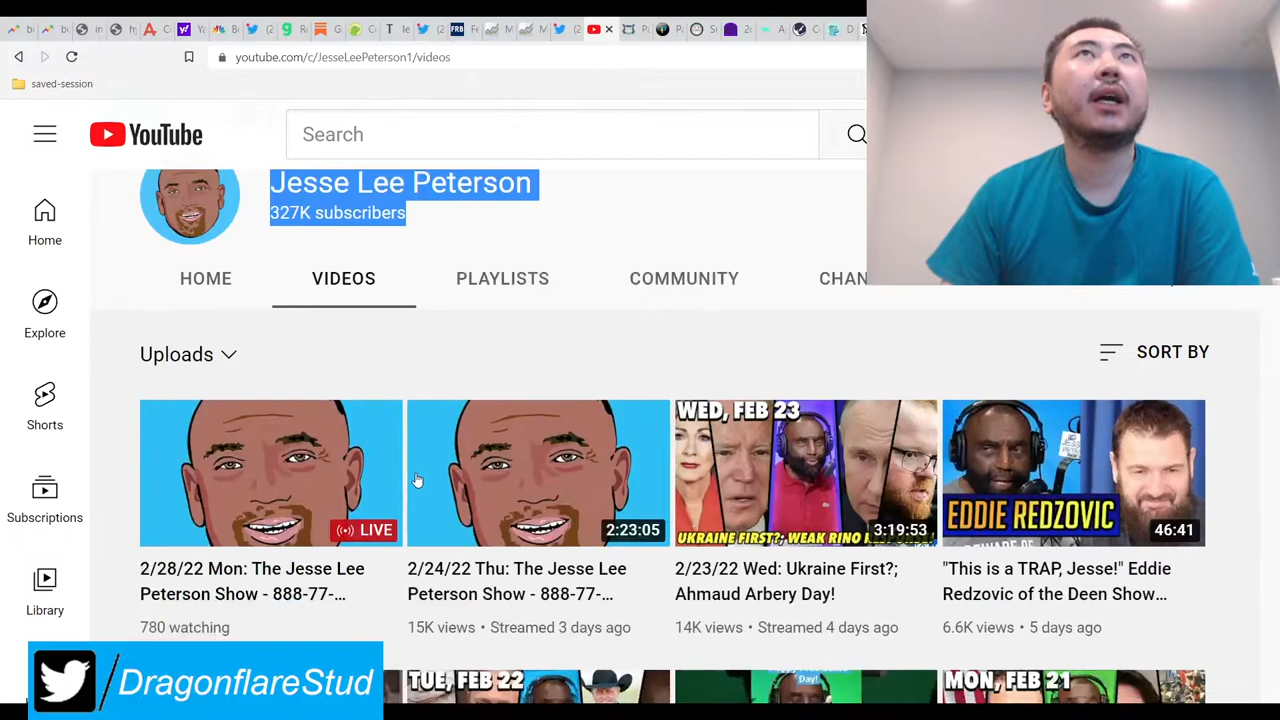 youtube.com/c/JesseLeePeterson1/videos
saved-session
YouTube
Search
Jesse Lee Peterson
327K subscribers
Home
Explore
Shorts
Subscriptions
Library
HOME
VIDEOS
PLAYLISTS
COMMUNITY
CHAN
Uploads
SORT BY
LIVE
2:23:05
WED, FEB 23
UKRAINE FIRST?; WEAK RINO
3:19:53
THE JESSE
EDDIE REDZOVIC
46:41
2/28/22 Mon: The Jesse Lee
Peterson Show - 888-77-...
780 watching
2/24/22 Thu: The Jesse Lee
Peterson Show - 888-77-...
15K views • Streamed 3 days ago
2/23/22 Wed: Ukraine First?;
Ahmaud Arbery Day!
14K views • Streamed 4 days ago
"This is a TRAP, Jesse!" Eddie
Redzovic of the Deen Show...
6.6K views • 5 days ago
TUE, FEB 22
Day!
MON, FEB 21
/DragonflareStud